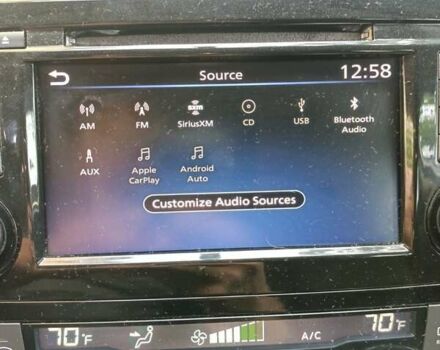 Source 12:58
AM FM SiriusXM CD USB Bluetooth Audio
AUX Apple CarPlay Android Auto
Customize Audio Sources
70°F A/C 70°F